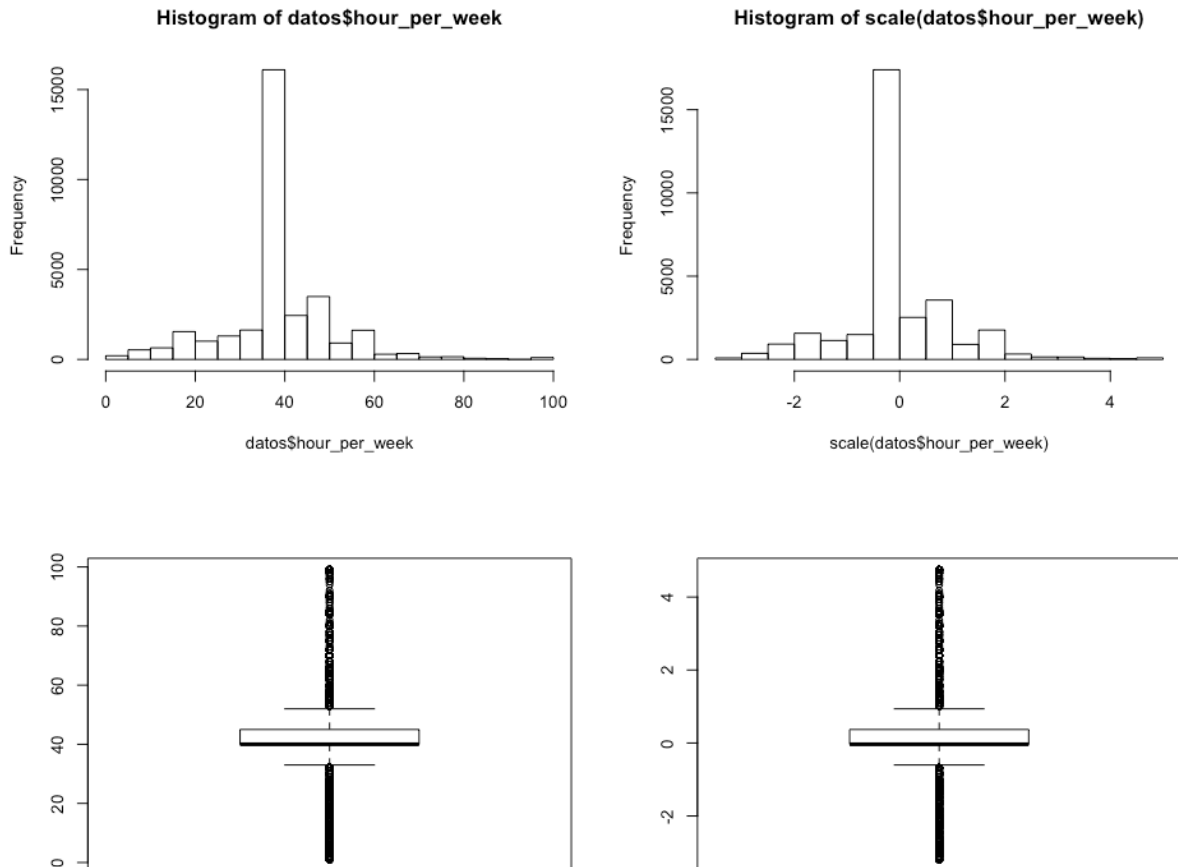 Histogram of datos$hour_per_week
Histogram of scale(datos$hour_per_week)
Frequency
15000
10000
5000
0
0 20 40 60 80 100
datos$hour_per_week
Frequency
15000
10000
5000
0
-2 0 2 4
scale(datos$hour_per_week)
100
80
60
40
20
0
4
2
0
-2